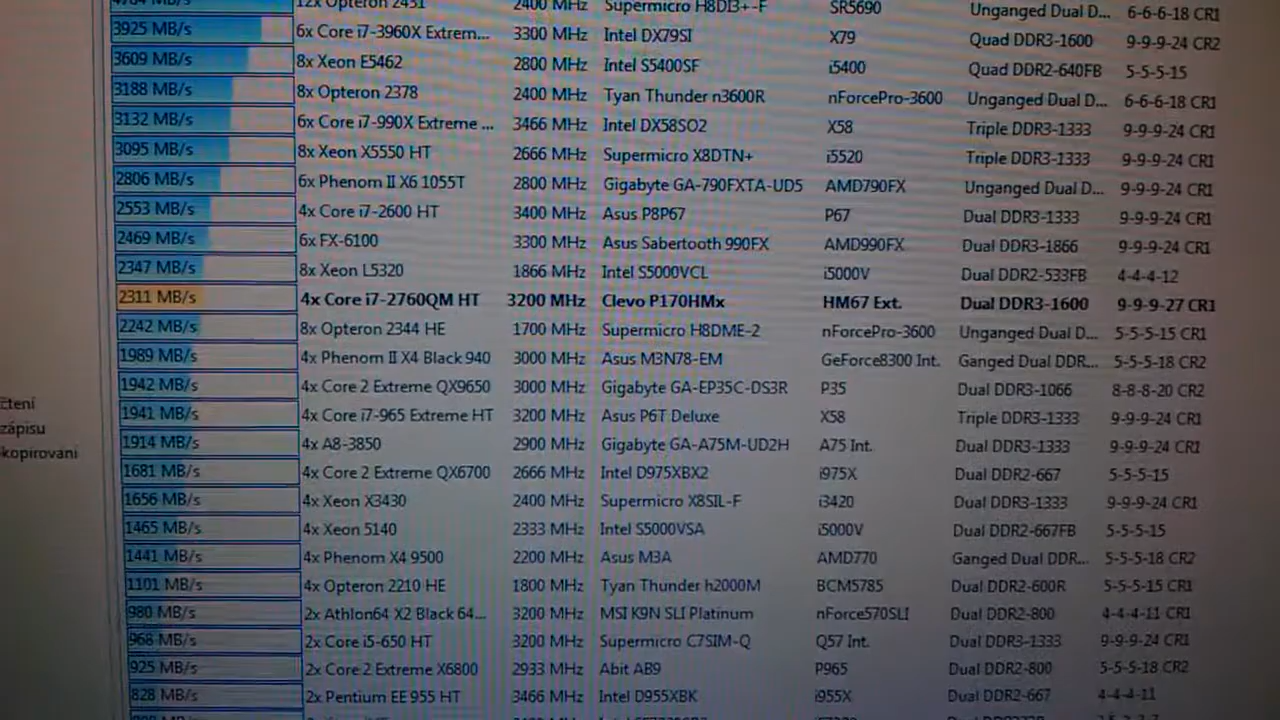 12x Opteron 2431 2400 MHz Supermicro H8DI3+-F SR5690 Unganged Dual D... 6-6-6-18 CR1
3925 MB/s 6x Core i7-3960X Extrem... 3300 MHz Intel DX79SI X79 Quad DDR3-1600 9-9-9-24 CR2
3609 MB/s 8x Xeon E5462 2800 MHz Intel S5400SF i5400 Quad DDR2-640FB 5-5-5-15
3188 MB/s 8x Opteron 2378 2400 MHz Tyan Thunder n3600R nForcePro-3600 Unganged Dual D... 6-6-6-18 CR1
3132 MB/s 6x Core i7-990X Extreme ... 3466 MHz Intel DX58SO2 X58 Triple DDR3-1333 9-9-9-24 CR1
3095 MB/s 8x Xeon X5550 HT 2666 MHz Supermicro X8DTN+ i5520 Triple DDR3-1333 9-9-9-24 CR1
2806 MB/s 6x Phenom II X6 1055T 2800 MHz Gigabyte GA-790FXTA-UD5 AMD790FX Unganged Dual D... 9-9-9-24 CR1
2553 MB/s 4x Core i7-2600 HT 3400 MHz Asus P8P67 P67 Dual DDR3-1333 9-9-9-24 CR1
2469 MB/s 6x FX-6100 3300 MHz Asus Sabertooth 990FX AMD990FX Dual DDR3-1866 9-9-9-24 CR1
2347 MB/s 8x Xeon L5320 1866 MHz Intel S5000VCL i5000V Dual DDR2-533FB 4-4-4-12
2311 MB/s 4x Core i7-2760QM HT 3200 MHz Clevo P170HMx HM67 Ext. Dual DDR3-1600 9-9-9-27 CR1
2242 MB/s 8x Opteron 2344 HE 1700 MHz Supermicro H8DME-2 nForcePro-3600 Unganged Dual D... 5-5-5-15 CR1
1989 MB/s 4x Phenom II X4 Black 940 3000 MHz Asus M3N78-EM GeForce8300 Int. Ganged Dual DDR... 5-5-5-18 CR2
1942 MB/s 4x Core 2 Extreme QX9650 3000 MHz Gigabyte GA-EP35C-DS3R P35 Dual DDR3-1066 8-8-8-20 CR2
čtení
1941 MB/s 4x Core i7-965 Extreme HT 3200 MHz Asus P6T Deluxe X58 Triple DDR3-1333 9-9-9-24 CR1
zápisu
1914 MB/s 4x A8-3850 2900 MHz Gigabyte GA-A75M-UD2H A75 Int. Dual DDR3-1333 9-9-9-24 CR1
kopírování
1681 MB/s 4x Core 2 Extreme QX6700 2666 MHz Intel D975XBX2 i975X Dual DDR2-667 5-5-5-15
1656 MB/s 4x Xeon X3430 2400 MHz Supermicro X8SIL-F i3420 Dual DDR3-1333 9-9-9-24 CR1
1465 MB/s 4x Xeon 5140 2333 MHz Intel S5000VSA i5000V Dual DDR2-667FB 5-5-5-15
1441 MB/s 4x Phenom X4 9500 2200 MHz Asus M3A AMD770 Ganged Dual DDR... 5-5-5-18 CR2
1101 MB/s 4x Opteron 2210 HE 1800 MHz Tyan Thunder h2000M BCM5785 Dual DDR2-600R 5-5-5-15 CR1
980 MB/s 2x Athlon64 X2 Black 64... 3200 MHz MSI K9N SLI Platinum nForce570SLI Dual DDR2-800 4-4-4-11 CR1
968 MB/s 2x Core i5-650 HT 3200 MHz Supermicro C7SIM-Q Q57 Int. Dual DDR3-1333 9-9-9-24 CR1
925 MB/s 2x Core 2 Extreme X6800 2933 MHz Abit AB9 P965 Dual DDR2-800 5-5-5-18 CR2
828 MB/s 2x Pentium EE 955 HT 3466 MHz Intel D955XBK i955X Dual DDR2-667 4-4-4-11